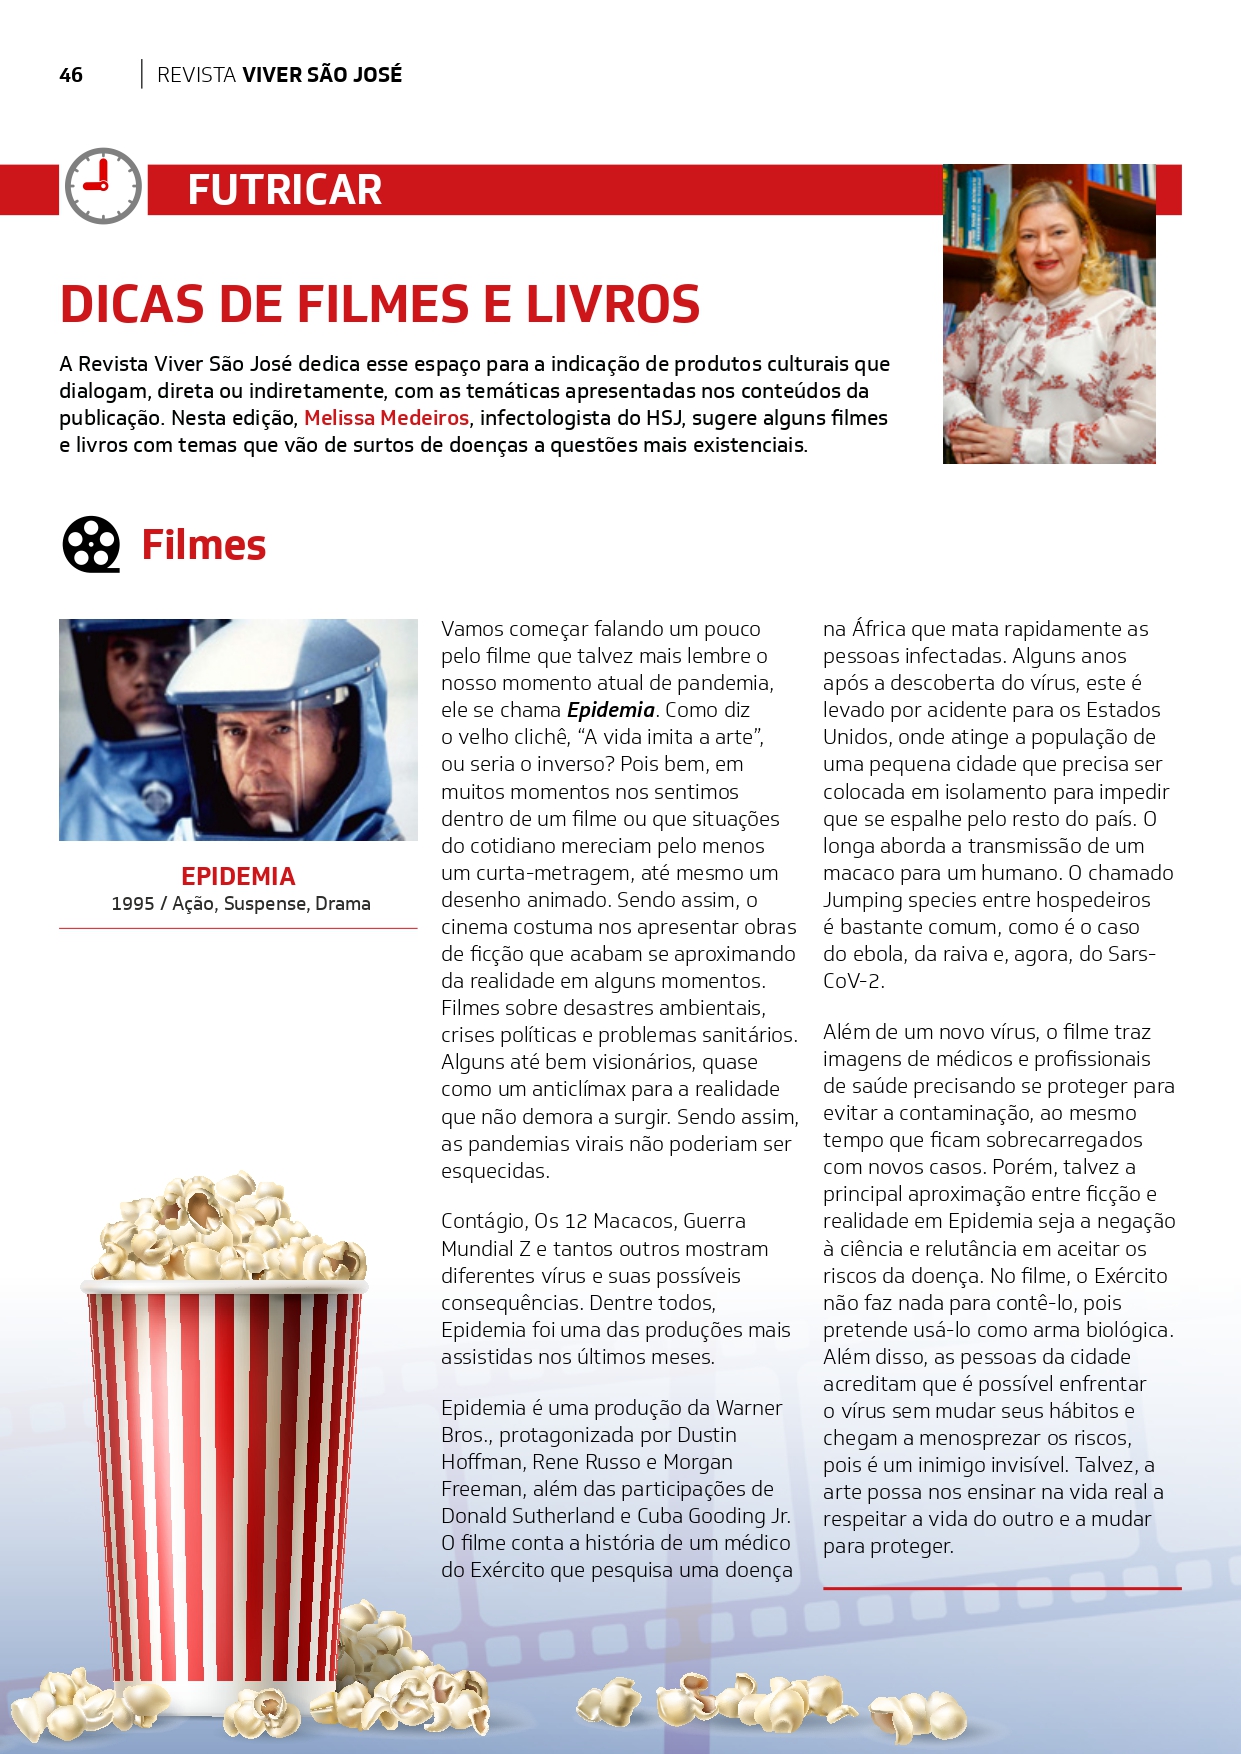 46
REVISTA VIVER SÃO JOSÉ
FUTRICAR
DICAS DE FILMES E LIVROS
A Revista Viver São José dedica esse espaço para a indicação de produtos culturais que
dialogam, direta ou indiretamente, com as temáticas apresentadas nos conteúdos da
publicação. Nesta edição, Melissa Medeiros, infectologista do HSJ, sugere alguns filmes
e livros com temas que vão de surtos de doenças a questões mais existenciais.
Filmes
EPIDEMIA
1995 / Ação, Suspense, Drama
Vamos começar falando um pouco
pelo filme que talvez mais lembre o
nosso momento atual de pandemia,
ele se chama Epidemia. Como diz
o velho clichê, “A vida imita a arte”,
ou seria o inverso? Pois bem, em
muitos momentos nos sentimos
dentro de um filme ou que situações
do cotidiano mereciam pelo menos
um curta-metragem, até mesmo um
desenho animado. Sendo assim, o
cinema costuma nos apresentar obras
de ficção que acabam se aproximando
da realidade em alguns momentos.
Filmes sobre desastres ambientais,
crises políticas e problemas sanitários.
Alguns até bem visionários, quase
como um anticlímax para a realidade
que não demora a surgir. Sendo assim,
as pandemias virais não poderiam ser
esquecidas.
Contágio, Os 12 Macacos, Guerra
Mundial Z e tantos outros mostram
diferentes vírus e suas possíveis
consequências. Dentre todos,
Epidemia foi uma das produções mais
assistidas nos últimos meses.
Epidemia é uma produção da Warner
Bros., protagonizada por Dustin
Hoffman, Rene Russo e Morgan
Freeman, além das participações de
Donald Sutherland e Cuba Gooding Jr.
O filme conta a história de um médico
do Exército que pesquisa uma doença
na África que mata rapidamente as
pessoas infectadas. Alguns anos
após a descoberta do vírus, este é
levado por acidente para os Estados
Unidos, onde atinge a população de
uma pequena cidade que precisa ser
colocada em isolamento para impedir
que se espalhe pelo resto do país. O
longa aborda a transmissão de um
macaco para um humano. O chamado
Jumping species entre hospedeiros
é bastante comum, como é o caso
do ebola, da raiva e, agora, do Sars-
CoV-2.
Além de um novo vírus, o filme traz
imagens de médicos e profissionais
de saúde precisando se proteger para
evitar a contaminação, ao mesmo
tempo que ficam sobrecarregados
com novos casos. Porém, talvez a
principal aproximação entre ficção e
realidade em Epidemia seja a negação
à ciência e relutância em aceitar os
riscos da doença. No filme, o Exército
não faz nada para contê-lo, pois
pretende usá-lo como arma biológica.
Além disso, as pessoas da cidade
acreditam que é possível enfrentar
o vírus sem mudar seus hábitos e
chegam a menosprezar os riscos,
pois é um inimigo invisível. Talvez, a
arte possa nos ensinar na vida real a
respeitar a vida do outro e a mudar
para proteger.